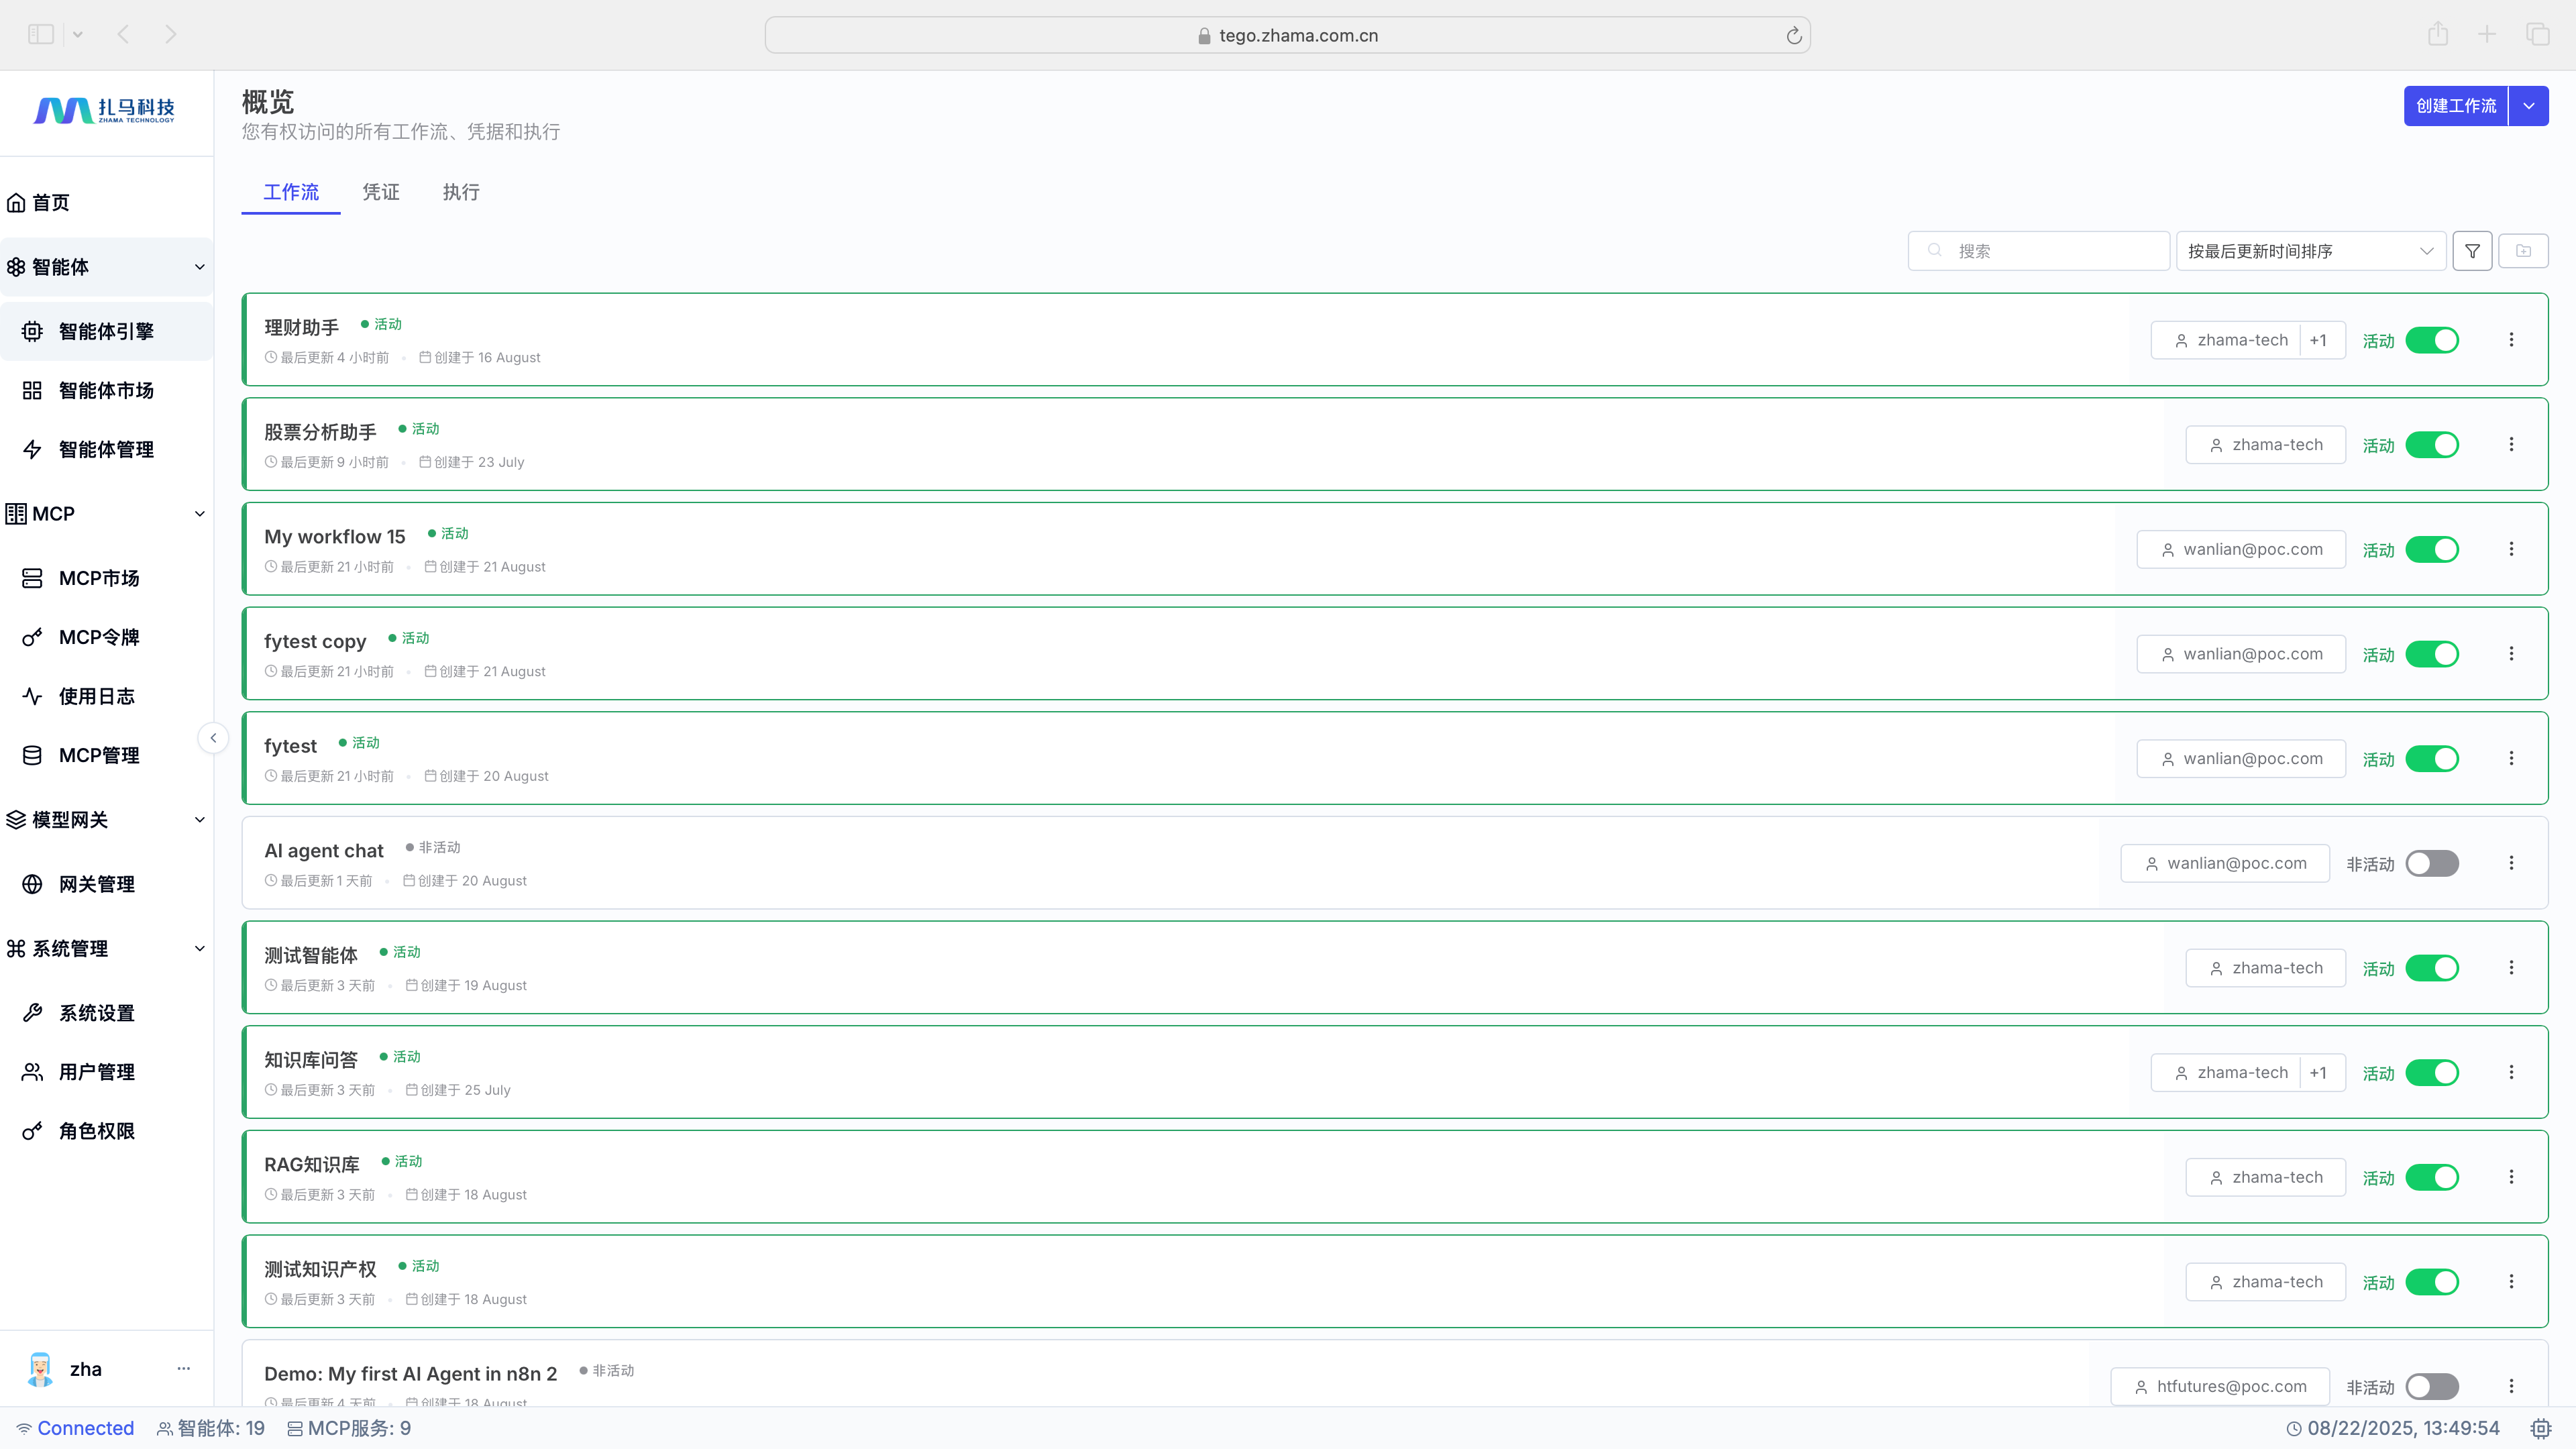 tego.zhama.com.cn
扎马科技
ZHAMA TECHNOLOGY
首页
智能体
智能体引擎
智能体市场
智能体管理
MCP
MCP市场
MCP令牌
使用日志
MCP管理
模型网关
网关管理
系统管理
系统设置
用户管理
角色权限
zha
概览
您有权访问的所有工作流、凭据和执行
创建工作流
工作流 凭证 执行
搜索 按最后更新时间排序
理财助手 活动
最后更新 4 小时前 创建于 16 August
zhama-tech +1 活动
股票分析助手 活动
最后更新 9 小时前 创建于 23 July
zhama-tech 活动
My workflow 15 活动
最后更新 21 小时前 创建于 21 August
wanlian@poc.com 活动
fytest copy 活动
最后更新 21 小时前 创建于 21 August
wanlian@poc.com 活动
fytest 活动
最后更新 21 小时前 创建于 20 August
wanlian@poc.com 活动
AI agent chat 非活动
最后更新 1 天前 创建于 20 August
wanlian@poc.com 非活动
测试智能体 活动
最后更新 3 天前 创建于 19 August
zhama-tech 活动
知识库问答 活动
最后更新 3 天前 创建于 25 July
zhama-tech +1 活动
RAG知识库 活动
最后更新 3 天前 创建于 18 August
zhama-tech 活动
测试知识产权 活动
最后更新 3 天前 创建于 18 August
zhama-tech 活动
Demo: My first AI Agent in n8n 2 非活动
最后更新 4 天前 创建于 18 August
htfutures@poc.com 非活动
Connected 智能体: 19 MCP服务: 9
08/22/2025, 13:49:54